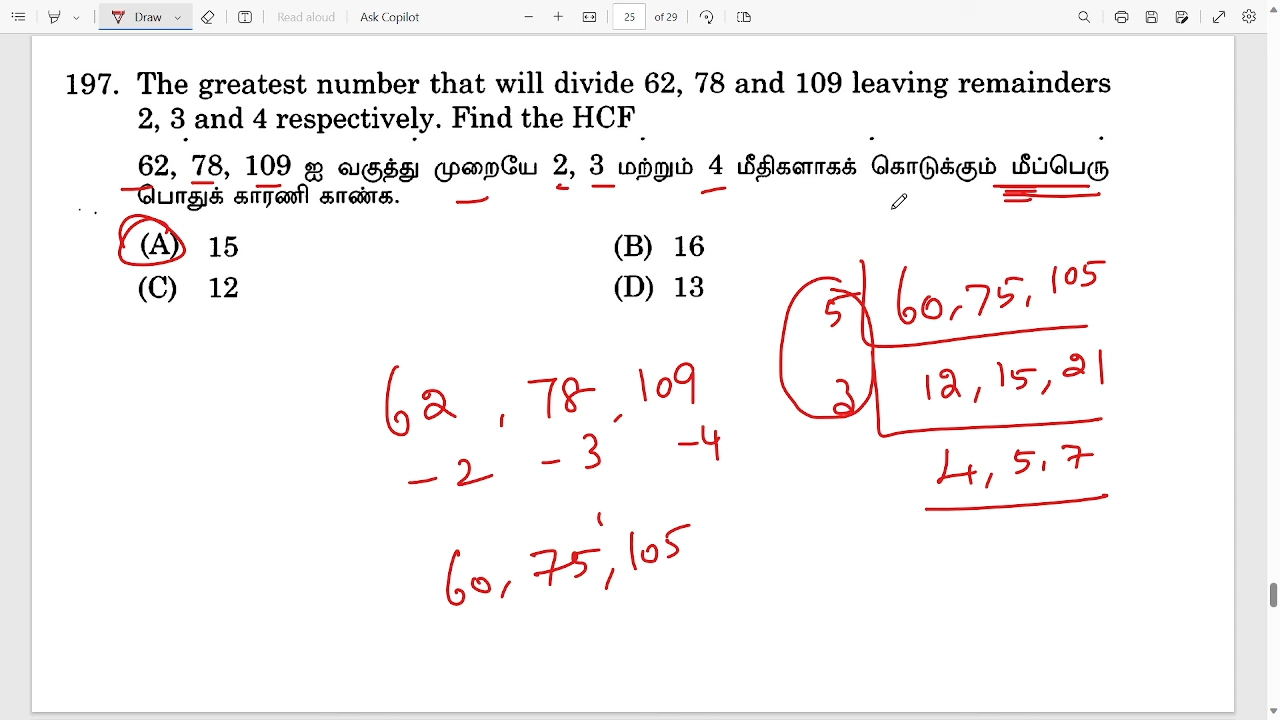 Draw
Read aloud
Ask Copilot
25
of 29
197. The greatest number that will divide 62, 78 and 109 leaving remainders
2, 3 and 4 respectively. Find the HCF
62, 78, 109 ஐ வகுத்து முறையே 2, 3 மற்றும் 4 மீதிகளாகக் கொடுக்கும் மீப்பெரு
பொதுக் காரணி காண்க.
(A) 15
(B) 16
(C) 12
(D) 13
62, 78, 109
-2 -3 -4
60, 75, 105
5 60, 75, 105
3 12, 15, 21
4, 5, 7